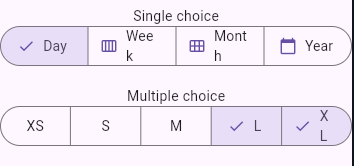 Single choice
Day Wee Mont Year
k h
Multiple choice
XS S M L X
L